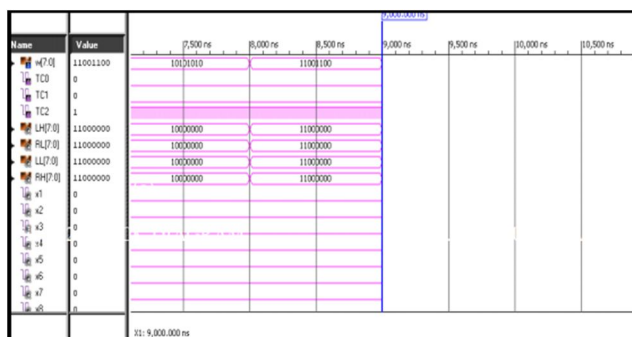 9,000.000 ns
Name Value 7,500 ns 8,000 ns 8,500 ns 9,000 ns 9,500 ns 10,000 ns 10,500 ns
w[7:0] 11001100 10101010 11001100
TC0 0
TC1 0
TC2 1
LH[7:0] 11000000 10000000 11000000
RL[7:0] 11000000 10000000 11000000
LL[7:0] 11000000 10000000 11000000
RH[7:0] 11000000 10000000 11000000
x1 0
x2 0
x3 0
x4 0
x5 0
x6 0
x7 0
x8 0
X1: 9,000.000 ns